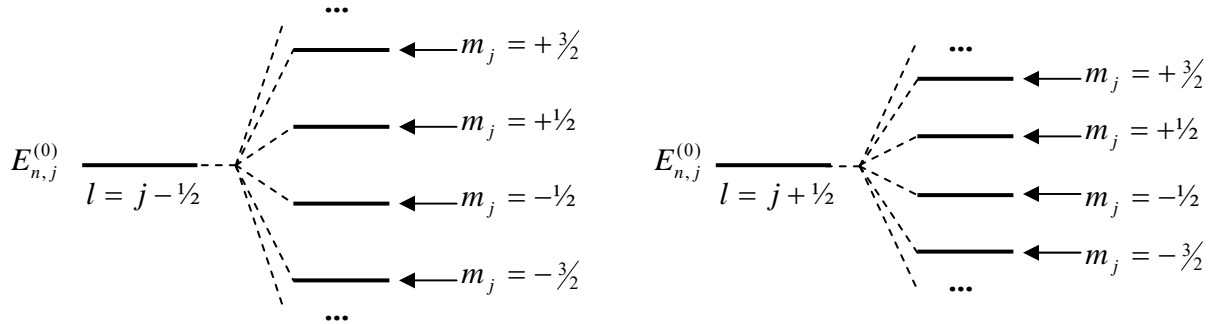 ...
m_j = + 3/2
m_j = +½
E_{n,j}^{(0)}
l = j − ½
m_j = −½
m_j = − 3/2
...
...
m_j = + 3/2
m_j = +½
E_{n,j}^{(0)}
l = j + ½
m_j = −½
m_j = − 3/2
...